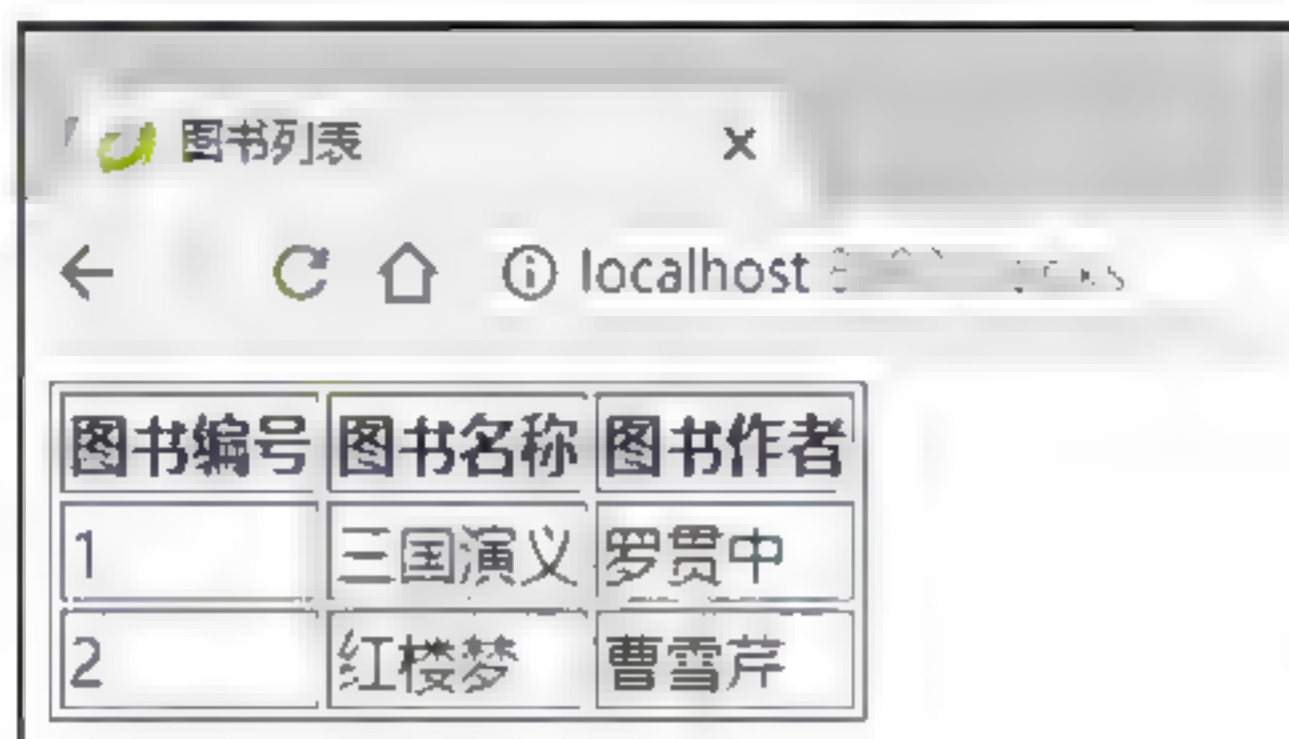 图书列表
localhost
图书编号 图书名称 图书作者
1 三国演义 罗贯中
2 红楼梦 曹雪芹